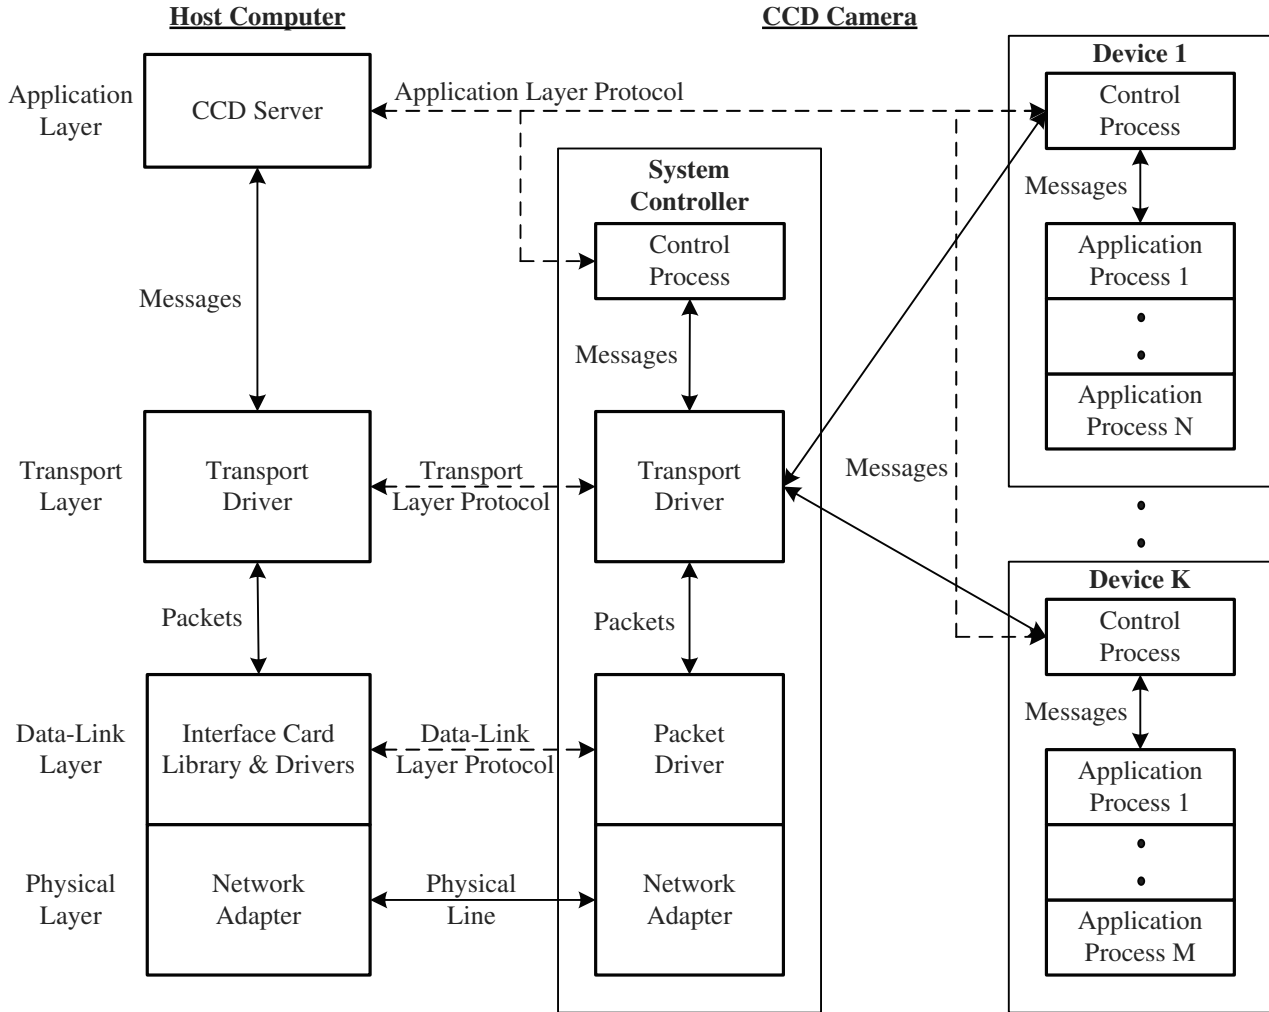 Host Computer
CCD Camera
Application
Layer
CCD Server
Application Layer Protocol
Messages
Transport
Layer
Transport
Driver
Transport
Layer Protocol
Packets
Data-Link
Layer
Interface Card
Library & Drivers
Data-Link
Layer Protocol
Physical
Layer
Network
Adapter
Physical
Line
System
Controller
Control
Process
Messages
Transport
Driver
Packets
Packet
Driver
Network
Adapter
Messages
Device 1
Control
Process
Messages
Application
Process 1
Application
Process N
Device K
Control
Process
Messages
Application
Process 1
Application
Process M